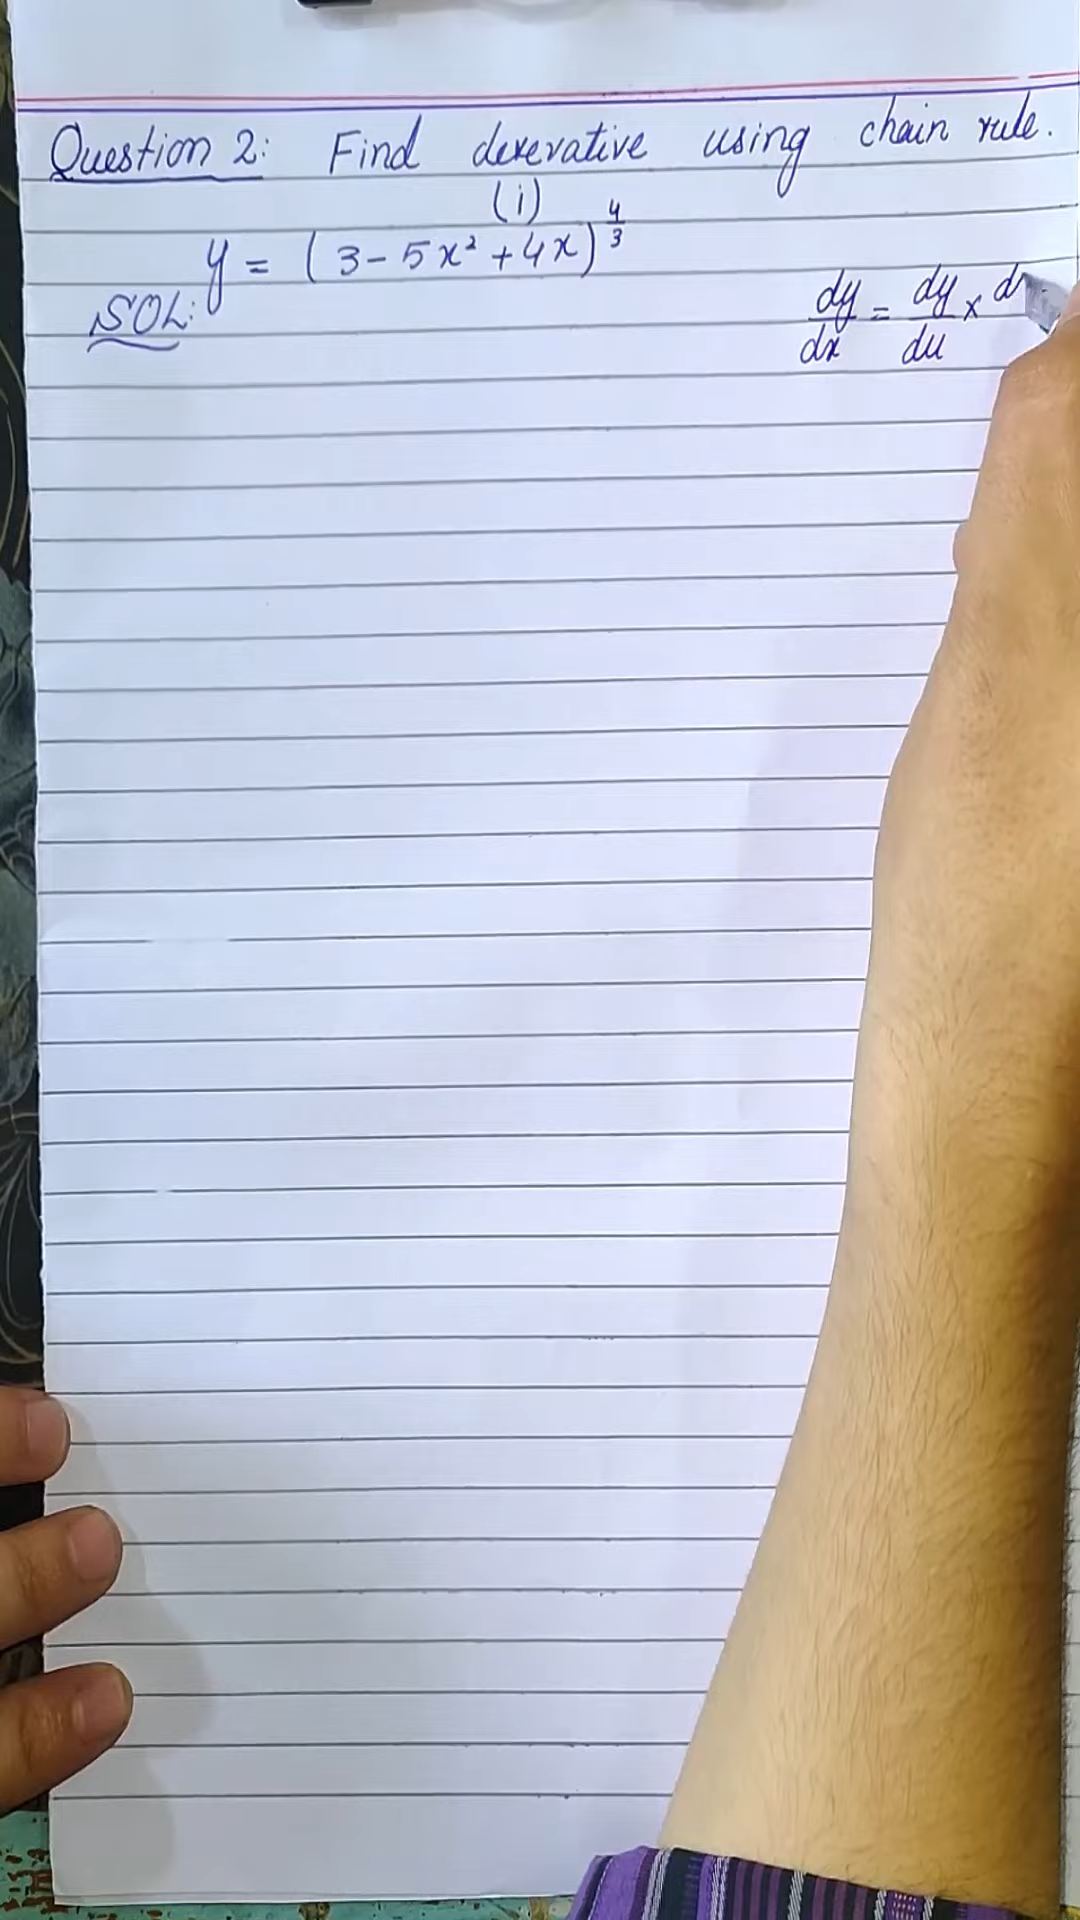 Question 2: Find derevative using chain rule.
(i)
y = (3 - 5x² + 4x)^{4/3}
SOL:
dy/dx = dy/du ×